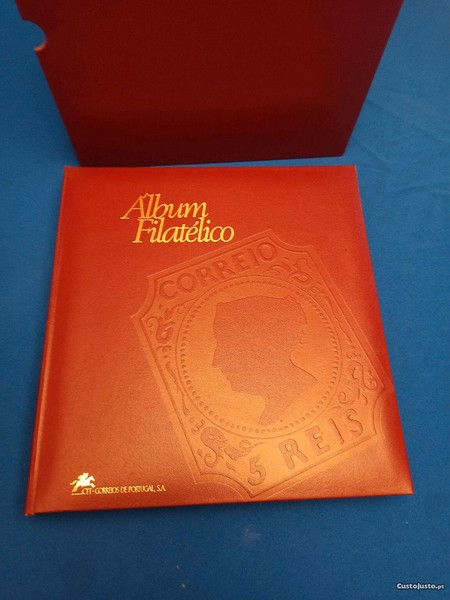 Álbum
Filatélico
CORREIO
5 REIS
CTT-CORREIOS DE PORTUGAL, S.A.
CustoJusto.pt